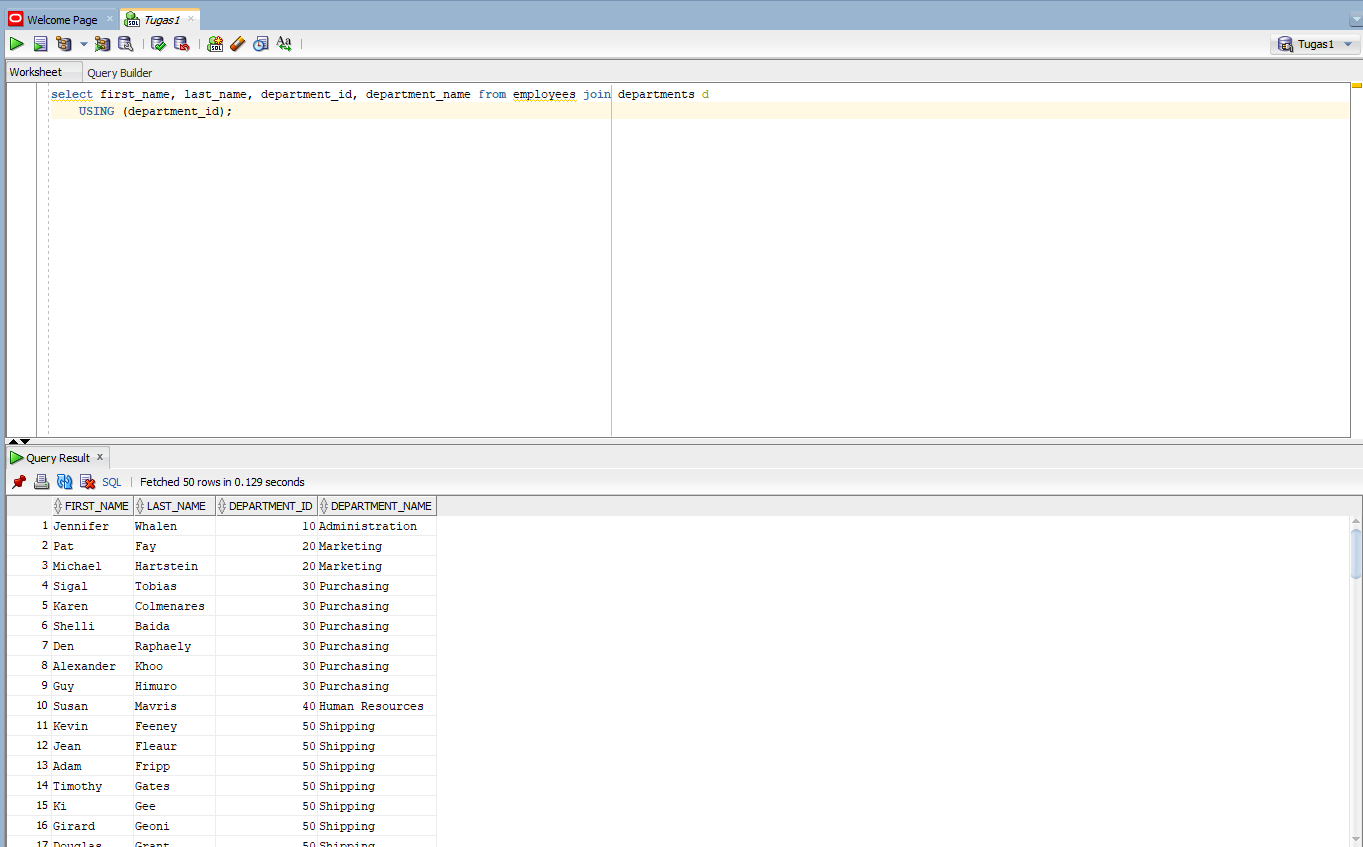 Welcome Page
Tugas1
Tugas1
Worksheet Query Builder
select first_name, last_name, department_id, department_name from employees join departments d
USING (department_id);
Query Result
SQL Fetched 50 rows in 0.129 seconds
FIRST_NAME LAST_NAME DEPARTMENT_ID DEPARTMENT_NAME
1 Jennifer Whalen 10 Administration
2 Pat Fay 20 Marketing
3 Michael Hartstein 20 Marketing
4 Sigal Tobias 30 Purchasing
5 Karen Colmenares 30 Purchasing
6 Shelli Baida 30 Purchasing
7 Den Raphaely 30 Purchasing
8 Alexander Khoo 30 Purchasing
9 Guy Himuro 30 Purchasing
10 Susan Mavris 40 Human Resources
11 Kevin Feeney 50 Shipping
12 Jean Fleaur 50 Shipping
13 Adam Fripp 50 Shipping
14 Timothy Gates 50 Shipping
15 Ki Gee 50 Shipping
16 Girard Geoni 50 Shipping
17 Douglas Grant 50 Shipping